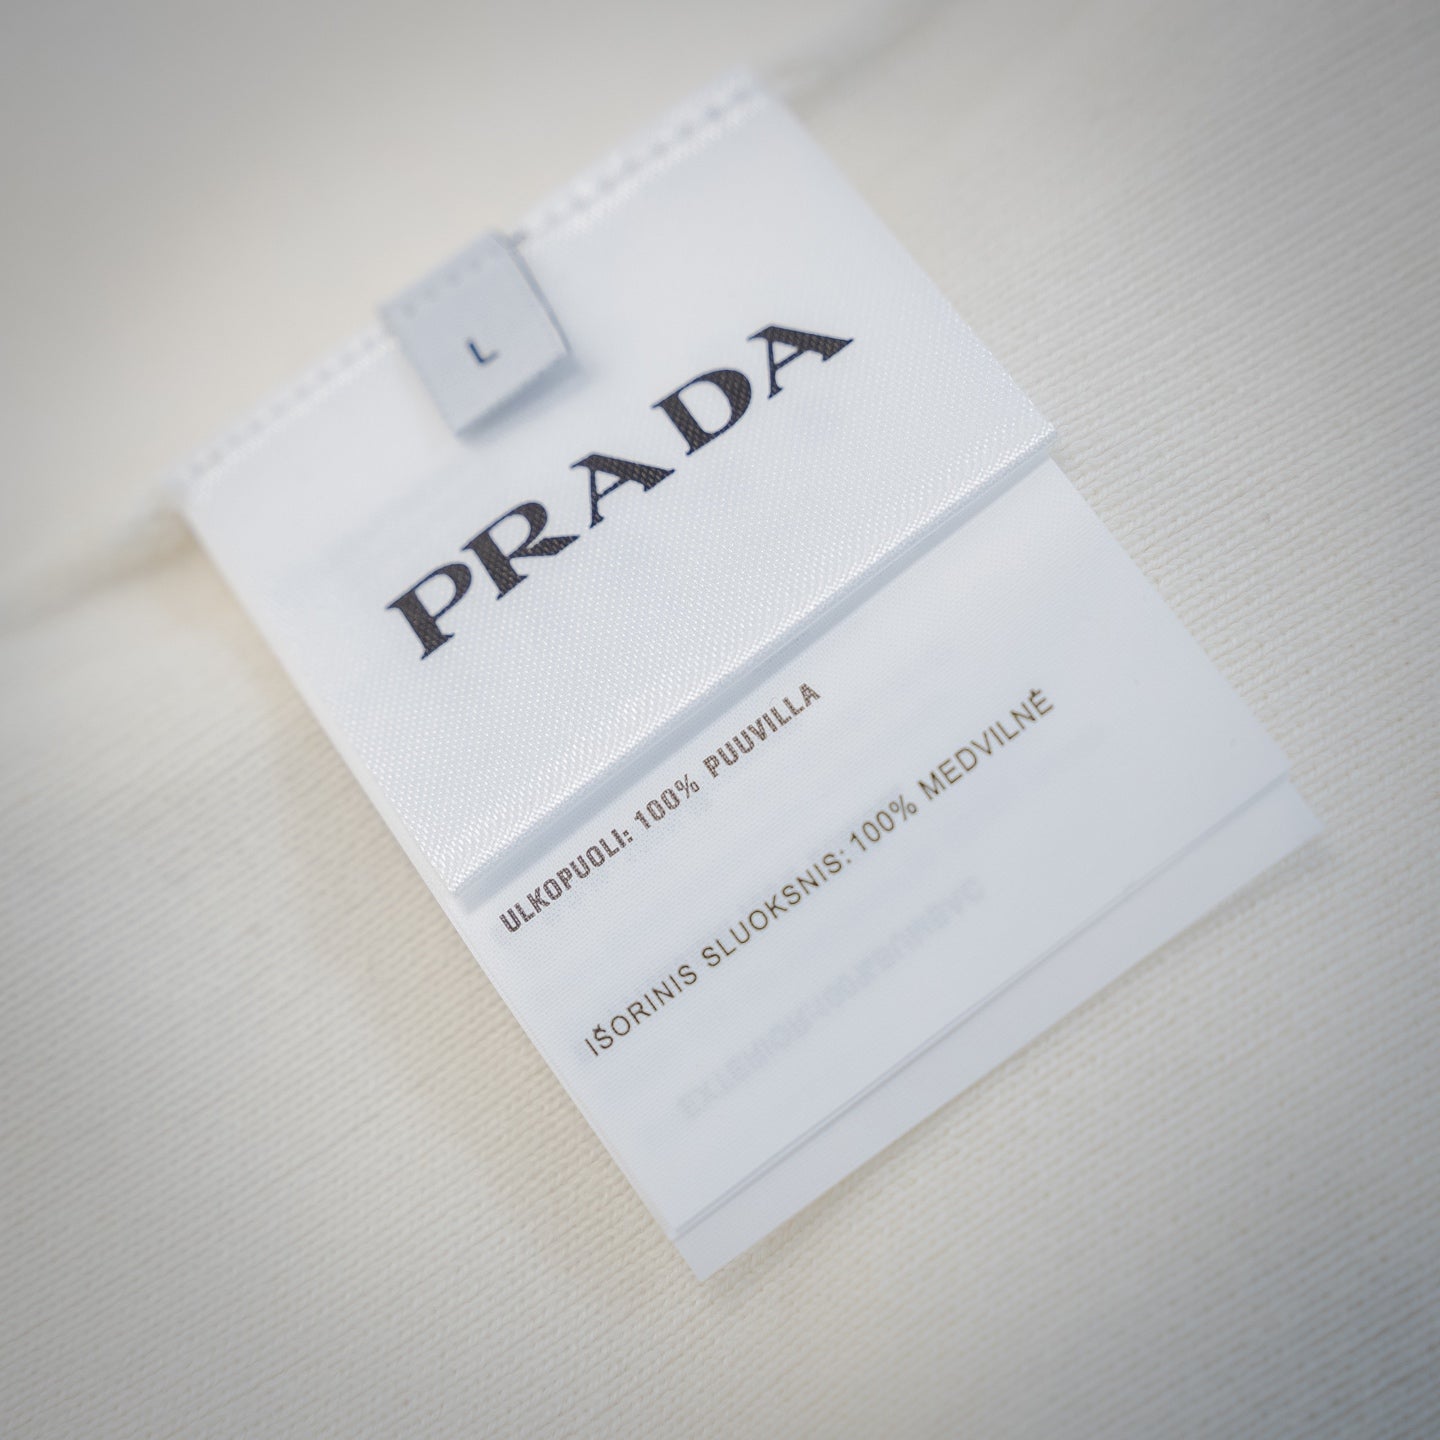 L
PRADA
ULKOPUOLI: 100% PUUVILLA
IŠORINIS SLUOKSNIS: 100% MEDVILNĖ